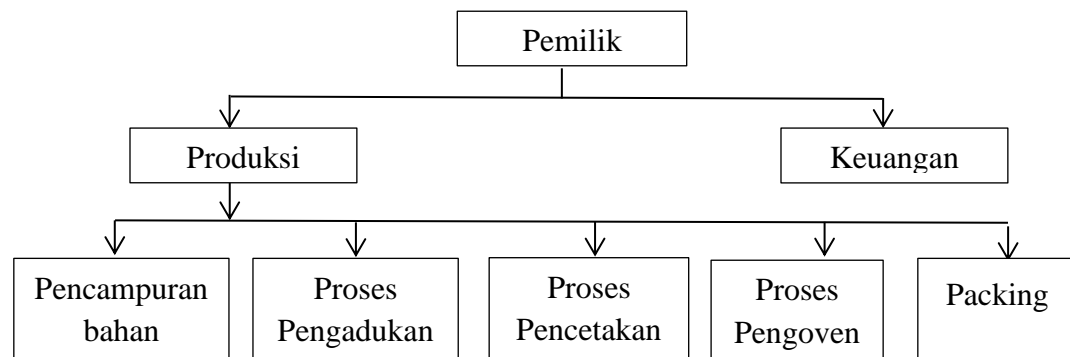 Pemilik
Produksi
Keuangan
Pencampuran
bahan
Proses
Pengadukan
Proses
Pencetakan
Proses
Pengoven
Packing